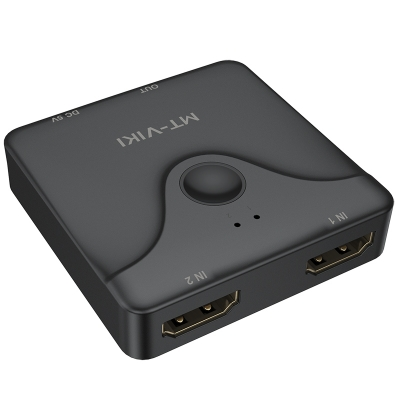 OUT
DC 5V
MT-VIKI
IN 1
IN 2